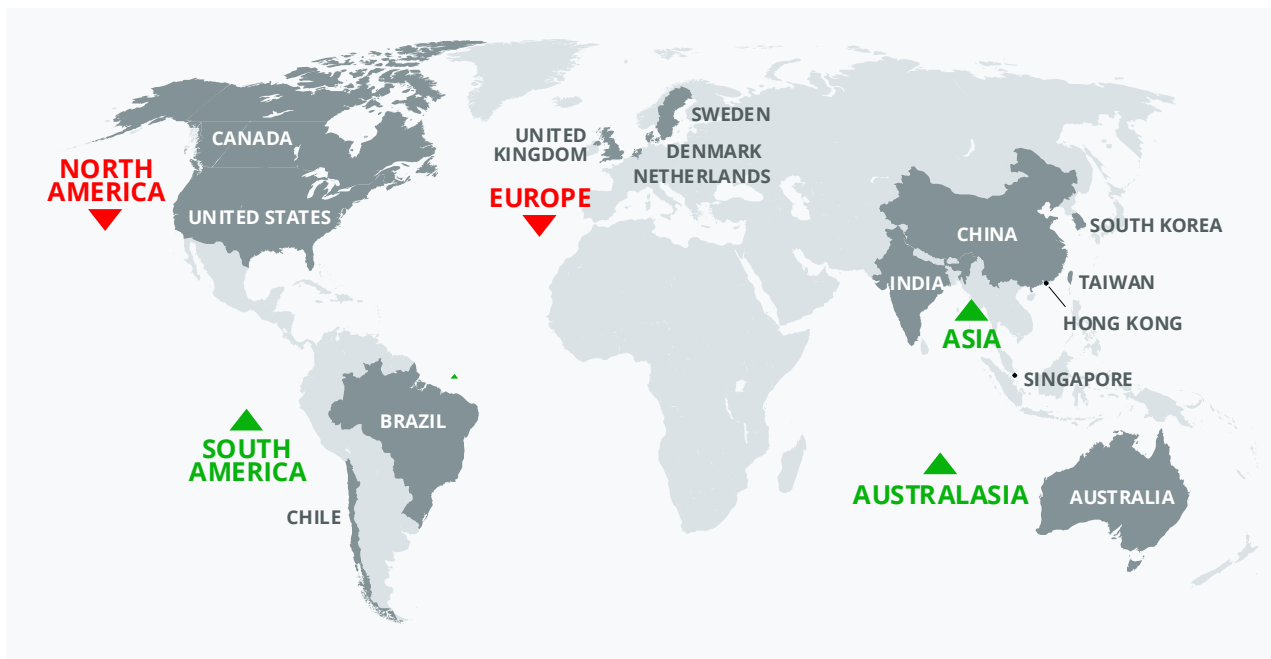 SWEDEN
CANADA
UNITED
KINGDOM
DENMARK
NETHERLANDS
NORTH
AMERICA
EUROPE
UNITED STATES
SOUTH KOREA
CHINA
INDIA
TAIWAN
HONG KONG
ASIA
SINGAPORE
BRAZIL
SOUTH
AMERICA
AUSTRALASIA
AUSTRALIA
CHILE